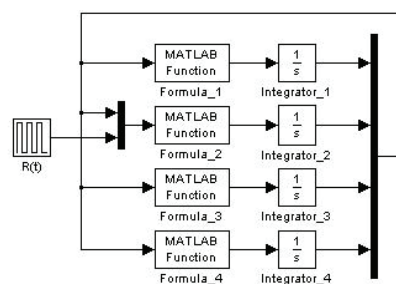 MATLAB
Function
Formula_1
1
s
Integrator_1
MATLAB
Function
Formula_2
1
s
Integrator_2
R(t)
MATLAB
Function
Formula_3
1
s
Integrator_3
MATLAB
Function
Formula_4
1
s
Integrator_4